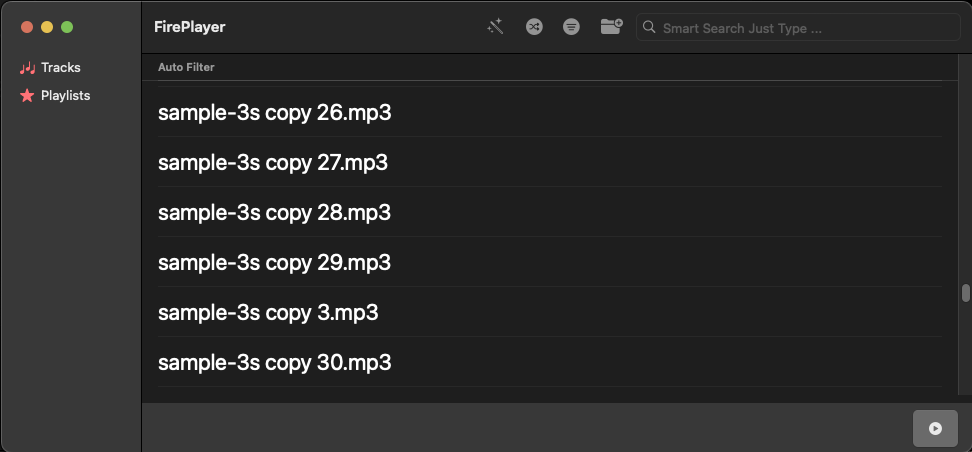 FirePlayer
Smart Search Just Type ...
Tracks
Playlists
Auto Filter
sample-3s copy 26.mp3
sample-3s copy 27.mp3
sample-3s copy 28.mp3
sample-3s copy 29.mp3
sample-3s copy 3.mp3
sample-3s copy 30.mp3